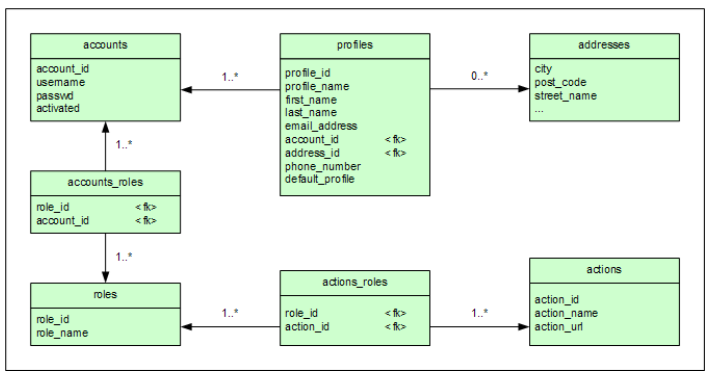 accounts
account_id
username
passwd
activated
1..*
profiles
profile_id
profile_name
first_name
last_name
email_address
account_id <fk>
address_id <fk>
phone_number
default_profile
0..*
addresses
city
post_code
street_name
...
1..*
accounts_roles
role_id <fk>
account_id <fk>
1..*
roles
role_id
role_name
1..*
actions_roles
role_id <fk>
action_id <fk>
1..*
actions
action_id
action_name
action_url